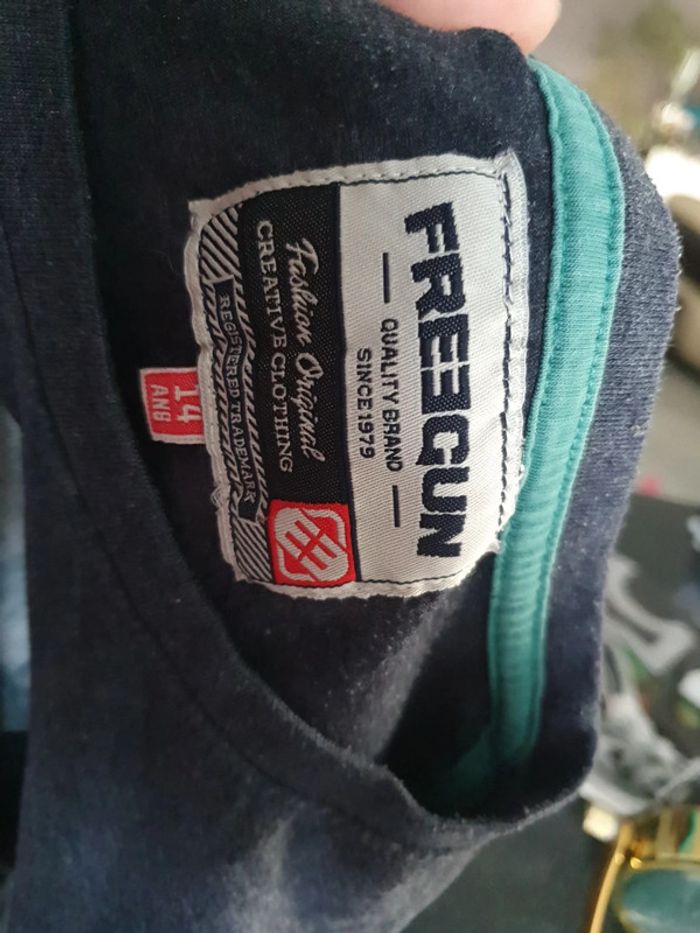 FREEGUN
QUALITY BRAND
SINCE 1979
Fashion Original
CREATIVE CLOTHING
REGISTERED TRADEMARK
14
ANS